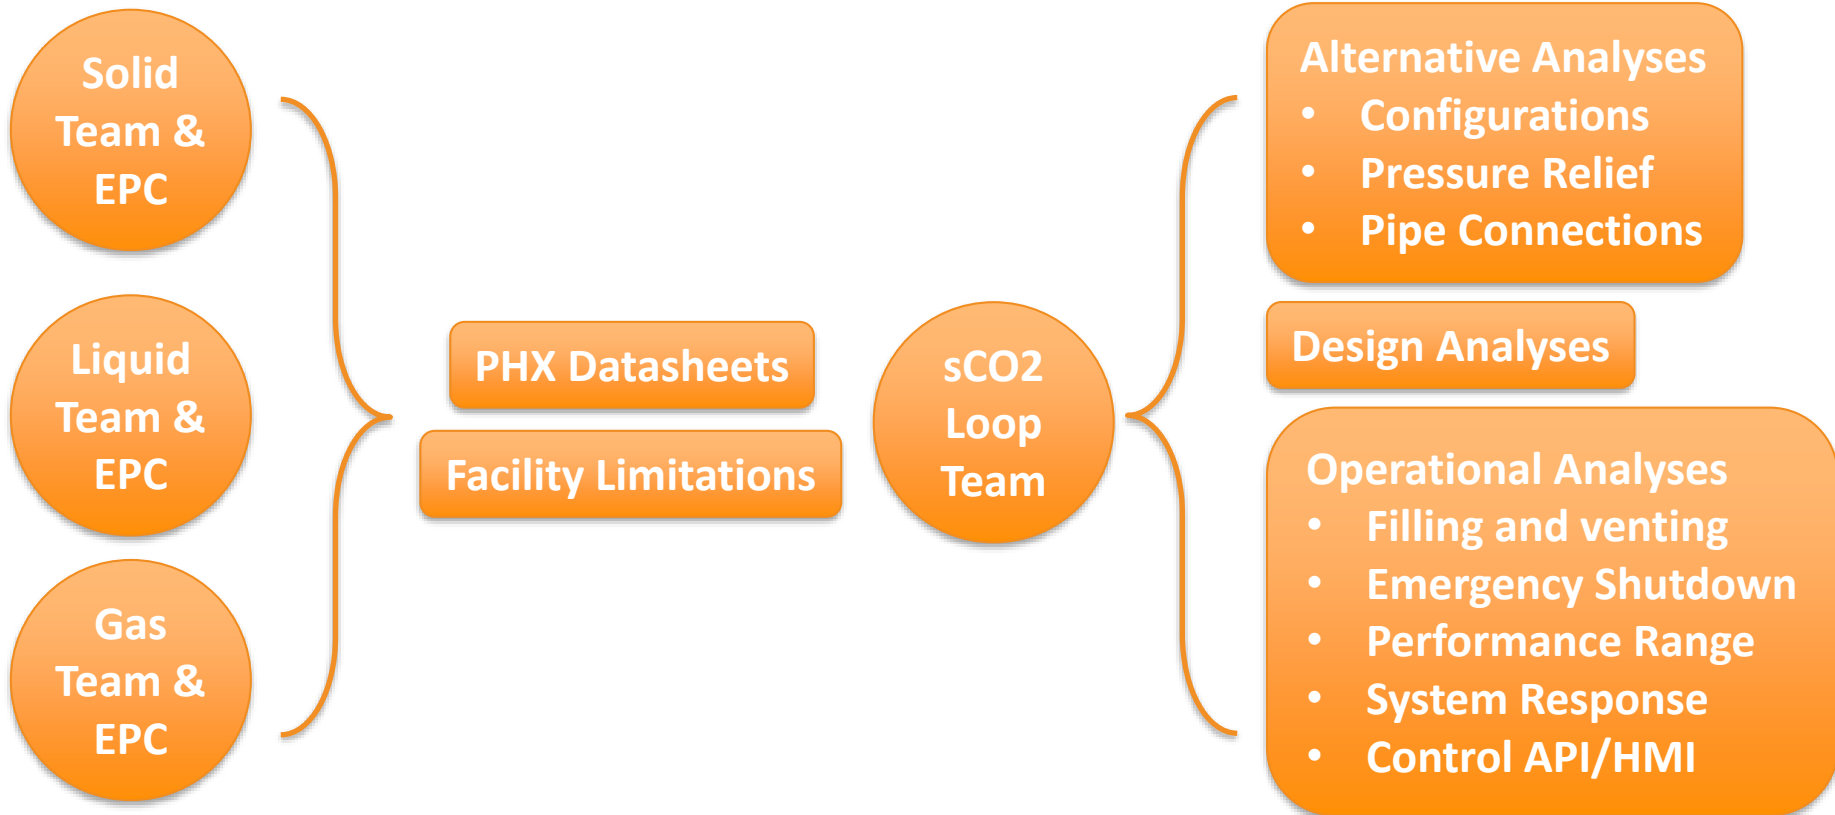 Solid
Team &
EPC
Liquid
Team &
EPC
Gas
Team &
EPC
PHX Datasheets
Facility Limitations
sCO2
Loop
Team
Alternative Analyses
• Configurations
• Pressure Relief
• Pipe Connections
Design Analyses
Operational Analyses
• Filling and venting
• Emergency Shutdown
• Performance Range
• System Response
• Control API/HMI